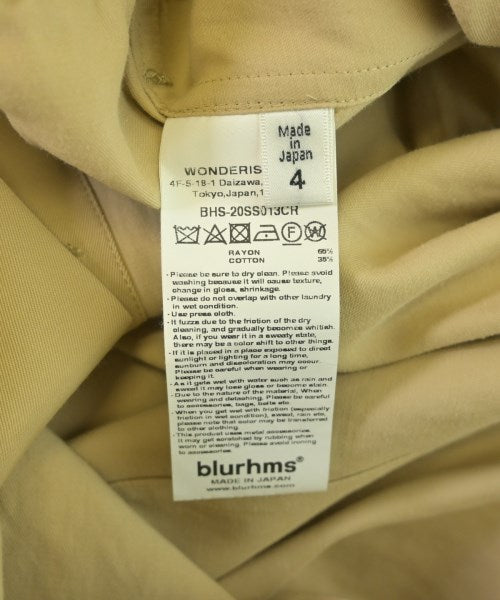 Made
in
Japan
4
WONDERIS
4F-5-18-1 Daizawa,
Tokyo,Japan,1
BHS-20SS013CR
F W
RAYON 65%
COTTON 35%
•Please be sure to dry clean. Please avoid
washing because it will cause texture,
change in gloss, shrinkage.
•Please do not overlap with other laundry
in wet condition.
•Use press cloth.
•It fuzzs due to the friction of the dry
cleaning, and gradually becomes whitish.
Also, if you wear it in a sweaty state,
there may be a color shift to other things.
•If it is placed in a place exposed to direct
sunlight or lighting for a long time,
sunburn and discoloration may occur.
Please be careful when wearing or
keeping it.
•As it gets wet with water such as rain and
sweat it may lose gloss or become stain.
•Due to the nature of the material, When
wearing and detaching. Please be careful
to accessories, bags, belts etc.
•When you get wet with friction (especially
friction in wet condition), sweat, rain etc,
please note that color may be transferred
to other clothing.
•This product uses metal accessories.
It may get scratched by rubbing when
worn or cleaning. Please avoid ironing
to accessories.
blurhms®
MADE IN JAPAN
www.blurhms.com